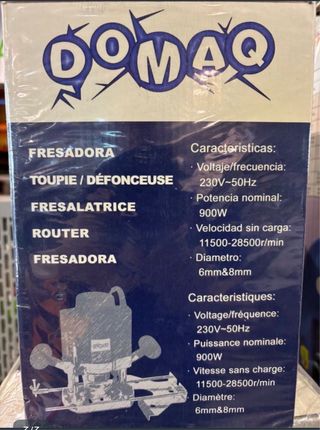 DOMAQ
FRESADORA
TOUPIE / DÉFONCEUSE
FRESALATRICE
ROUTER
FRESADORA
Caracteristicas:
· Voltaje/frecuencia:
230V~50Hz
· Potencia nominal:
900W
· Velocidad sin carga:
11500-28500r/min
· Diametro:
6mm&8mm
Caracteristiques:
· Voltage/fréquence:
230V~50Hz
· Puissance nominale:
900W
· Vitesse sans charge:
11500-28500r/min
· Diamètre:
6mm&8mm